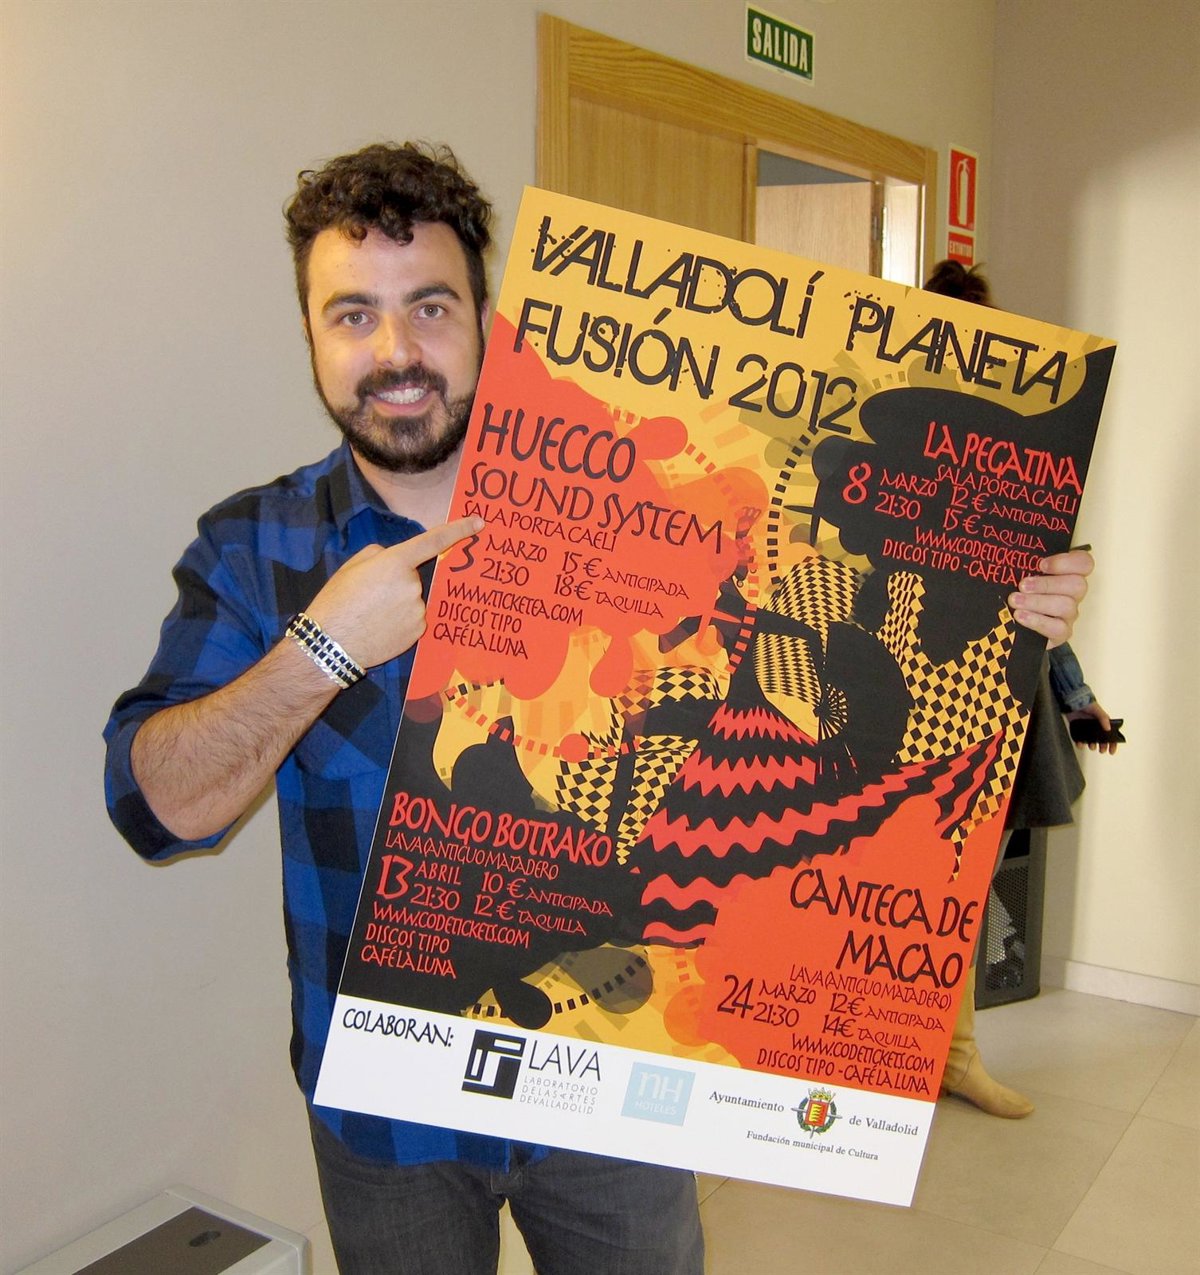 SALIDA
EXTINTOR
VALLADOLÍ PLANETA
FUSIÓN 2012
HUECCO
SOUND SYSTEM
SALA PORTA CAELI
3 MARZO 15 € ANTICIPADA
21:30 18€ TAQUILLA
WWW.TICKETEA.COM
DISCOS TIPO
CAFÉ LA LUNA
LA PEGATINA
SALA PORTA CAELI
8 MARZO 12 € ANTICIPADA
21:30 15 € TAQUILLA
WWW.CODETICKETS.CO
DISCOS TIPO - CAFÉ LA
BONGO BOTRAKO
LAVA (ANTIGUO MATADERO)
13 ABRIL 10 € ANTICIPADA
21:30 12 € TAQUILLA
WWW.CODETICKETS.COM
DISCOS TIPO
CAFÉ LA LUNA
CANTECA DE
MACAO
LAVA (ANTIGUO MATADERO)
24 MARZO 12€ ANTICIPADA
21:30 14€ TAQUILLA
WWW.CODETICKETS.COM
DISCOS TIPO - CAFÉ LA LUNA
COLABORAN:
LAVA
LABORATORIO
DE LAS ARTES
DE VALLADOLID
NH
HOTELES
Ayuntamiento de Valladolid
Fundación municipal de Cultura